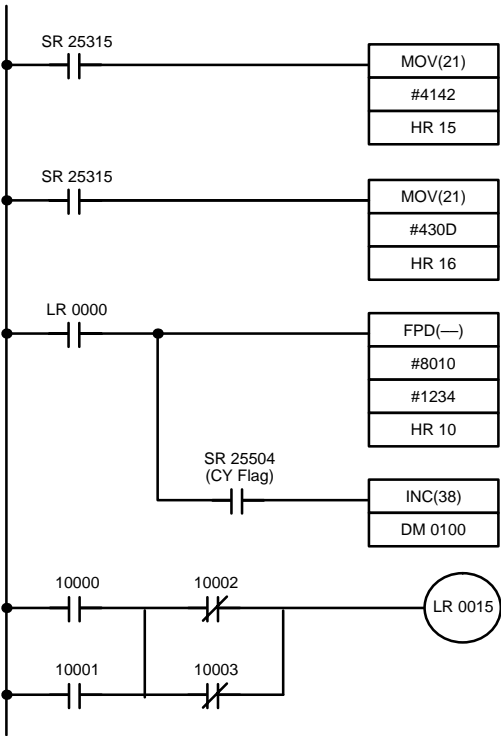 SR 25315
MOV(21)
#4142
HR 15
SR 25315
MOV(21)
#430D
HR 16
LR 0000
FPD(––)
#8010
#1234
HR 10
SR 25504
(CY Flag)
INC(38)
DM 0100
10000
10002
LR 0015
10001
10003